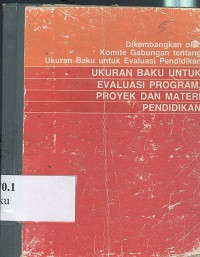 Dikembangkan oleh
Komite Gabungan tentang
Ukuran Baku untuk Evaluasi Pendidikan
UKURAN BAKU UNTUK
EVALUASI PROGRAM,
PROYEK DAN MATERI
PENDIDIKAN
0.1
ku